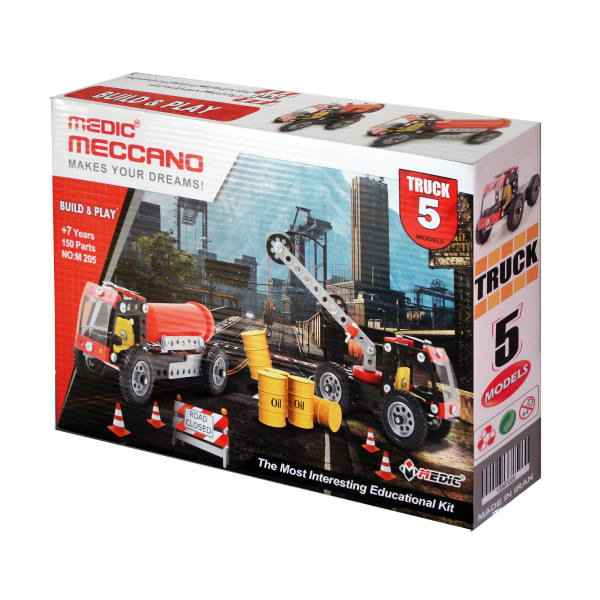 BUILD & PLAY
MEDIC®
MECCANO
MAKES YOUR DREAMS!
BUILD & PLAY
+7 Years
150 Parts
NO:M 205
TRUCK
5
MODELS
ROAD
CLOSED
Oil
Oil
The Most Interesting Educational Kit
MEDIC®
TRUCK
5
MODELS
MADE IN IRAN